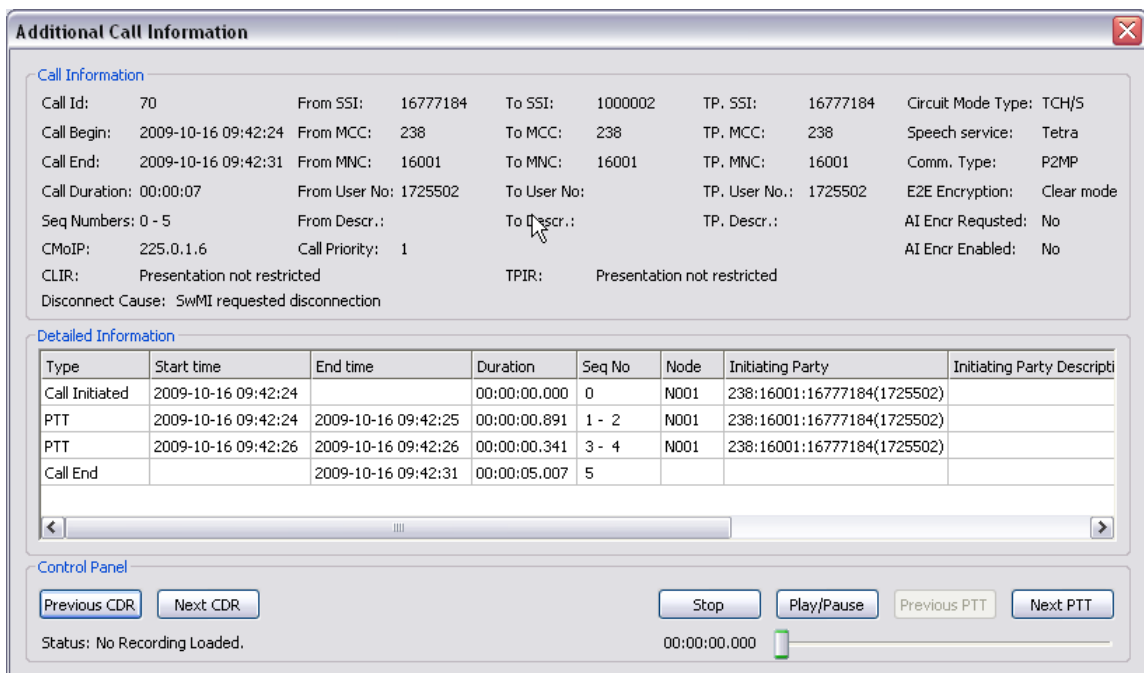 Additional Call Information
Call Information
Call Id: 70 From SSI: 16777184 To SSI: 1000002 TP. SSI: 16777184 Circuit Mode Type: TCH/S
Call Begin: 2009-10-16 09:42:24 From MCC: 238 To MCC: 238 TP. MCC: 238 Speech service: Tetra
Call End: 2009-10-16 09:42:31 From MNC: 16001 To MNC: 16001 TP. MNC: 16001 Comm. Type: P2MP
Call Duration: 00:00:07 From User No: 1725502 To User No: TP. User No.: 1725502 E2E Encryption: Clear mode
Seq Numbers: 0 - 5 From Descr.: To Descr.: TP. Descr.: AI Encr Requsted: No
CMoIP: 225.0.1.6 Call Priority: 1 AI Encr Enabled: No
CLIR: Presentation not restricted TPIR: Presentation not restricted
Disconnect Cause: SwMI requested disconnection
Detailed Information
Type Start time End time Duration Seq No Node Initiating Party Initiating Party Descripti
Call Initiated 2009-10-16 09:42:24 00:00:00.000 0 N001 238:16001:16777184(1725502)
PTT 2009-10-16 09:42:24 2009-10-16 09:42:25 00:00:00.891 1 - 2 N001 238:16001:16777184(1725502)
PTT 2009-10-16 09:42:26 2009-10-16 09:42:26 00:00:00.341 3 - 4 N001 238:16001:16777184(1725502)
Call End 2009-10-16 09:42:31 00:00:05.007 5
Control Panel
Previous CDR Next CDR Stop Play/Pause Previous PTT Next PTT
Status: No Recording Loaded. 00:00:00.000